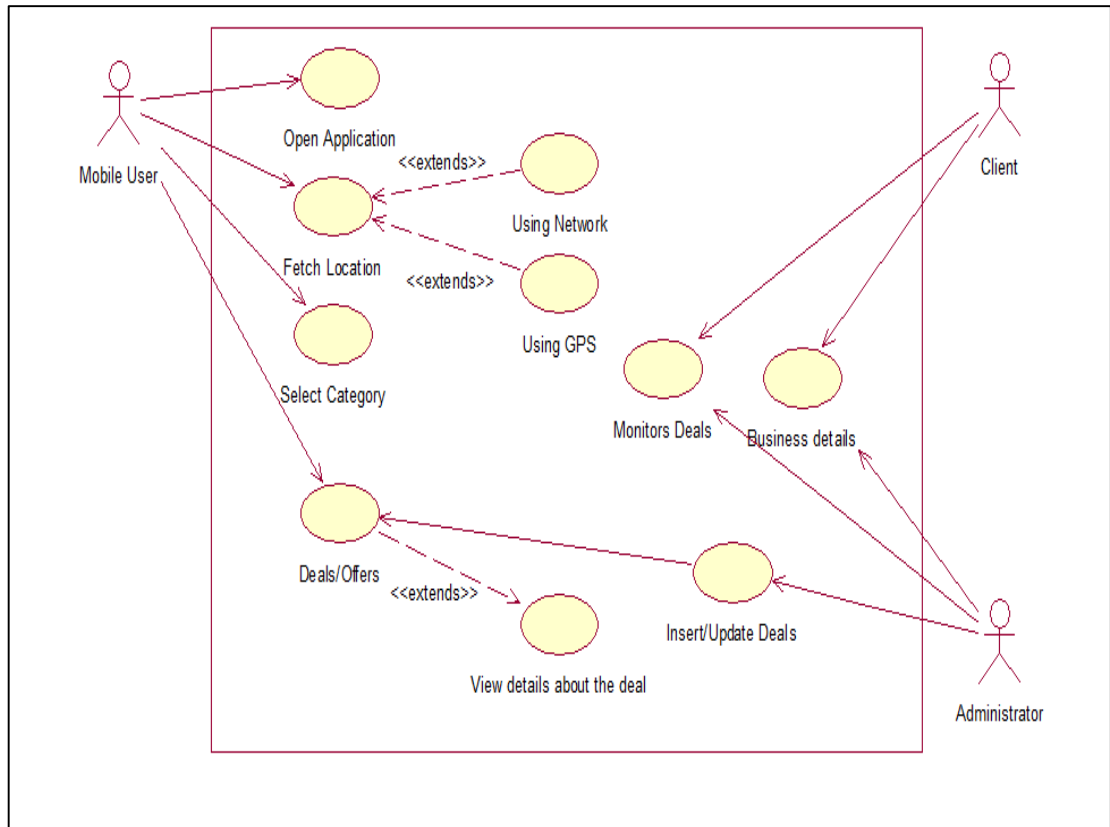 Open Application
Mobile User
Client
<<extends>>
Using Network
Fetch Location
<<extends>>
Using GPS
Select Category
Monitors Deals
Business details
Deals/Offers
<<extends>>
Insert/Update Deals
View details about the deal
Administrator